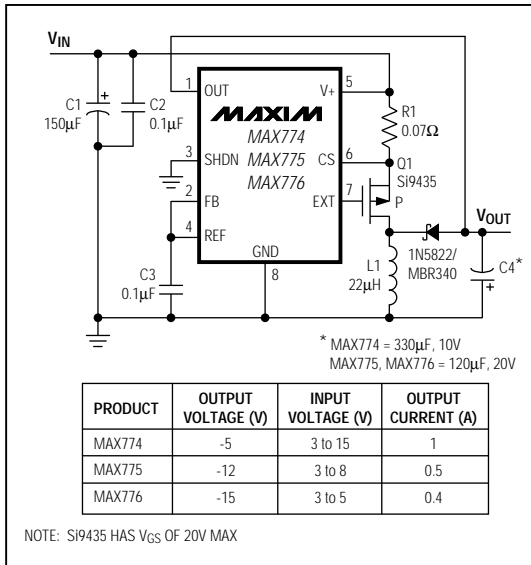 VIN
C1
150µF
+
C2
0.1µF
1
OUT
V+
5
R1
0.07Ω
MAXIM
MAX774
MAX775
MAX776
3
SHDN
CS
6
Q1
Si9435
2
FB
EXT
7
P
VOUT
4
REF
GND
8
C3
0.1µF
L1
22µH
1N5822/
MBR340
C4*
+
* MAX774 = 330µF, 10V
MAX775, MAX776 = 120µF, 20V
PRODUCT OUTPUT VOLTAGE (V) INPUT VOLTAGE (V) OUTPUT CURRENT (A)
MAX774 -5 3 to 15 1
MAX775 -12 3 to 8 0.5
MAX776 -15 3 to 5 0.4
NOTE: Si9435 HAS VGS OF 20V MAX